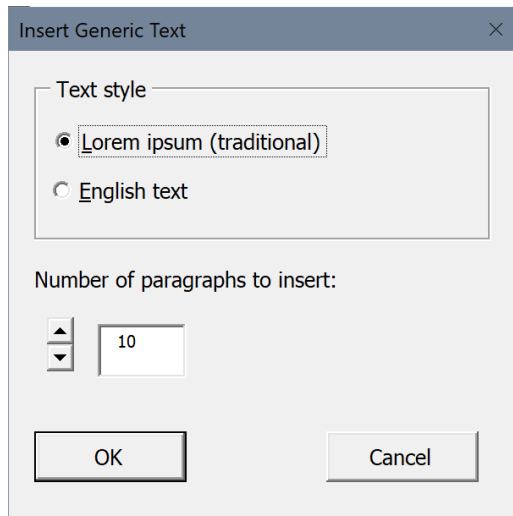 Insert Generic Text
Text style
Lorem ipsum (traditional)
English text
Number of paragraphs to insert:
10
OK
Cancel